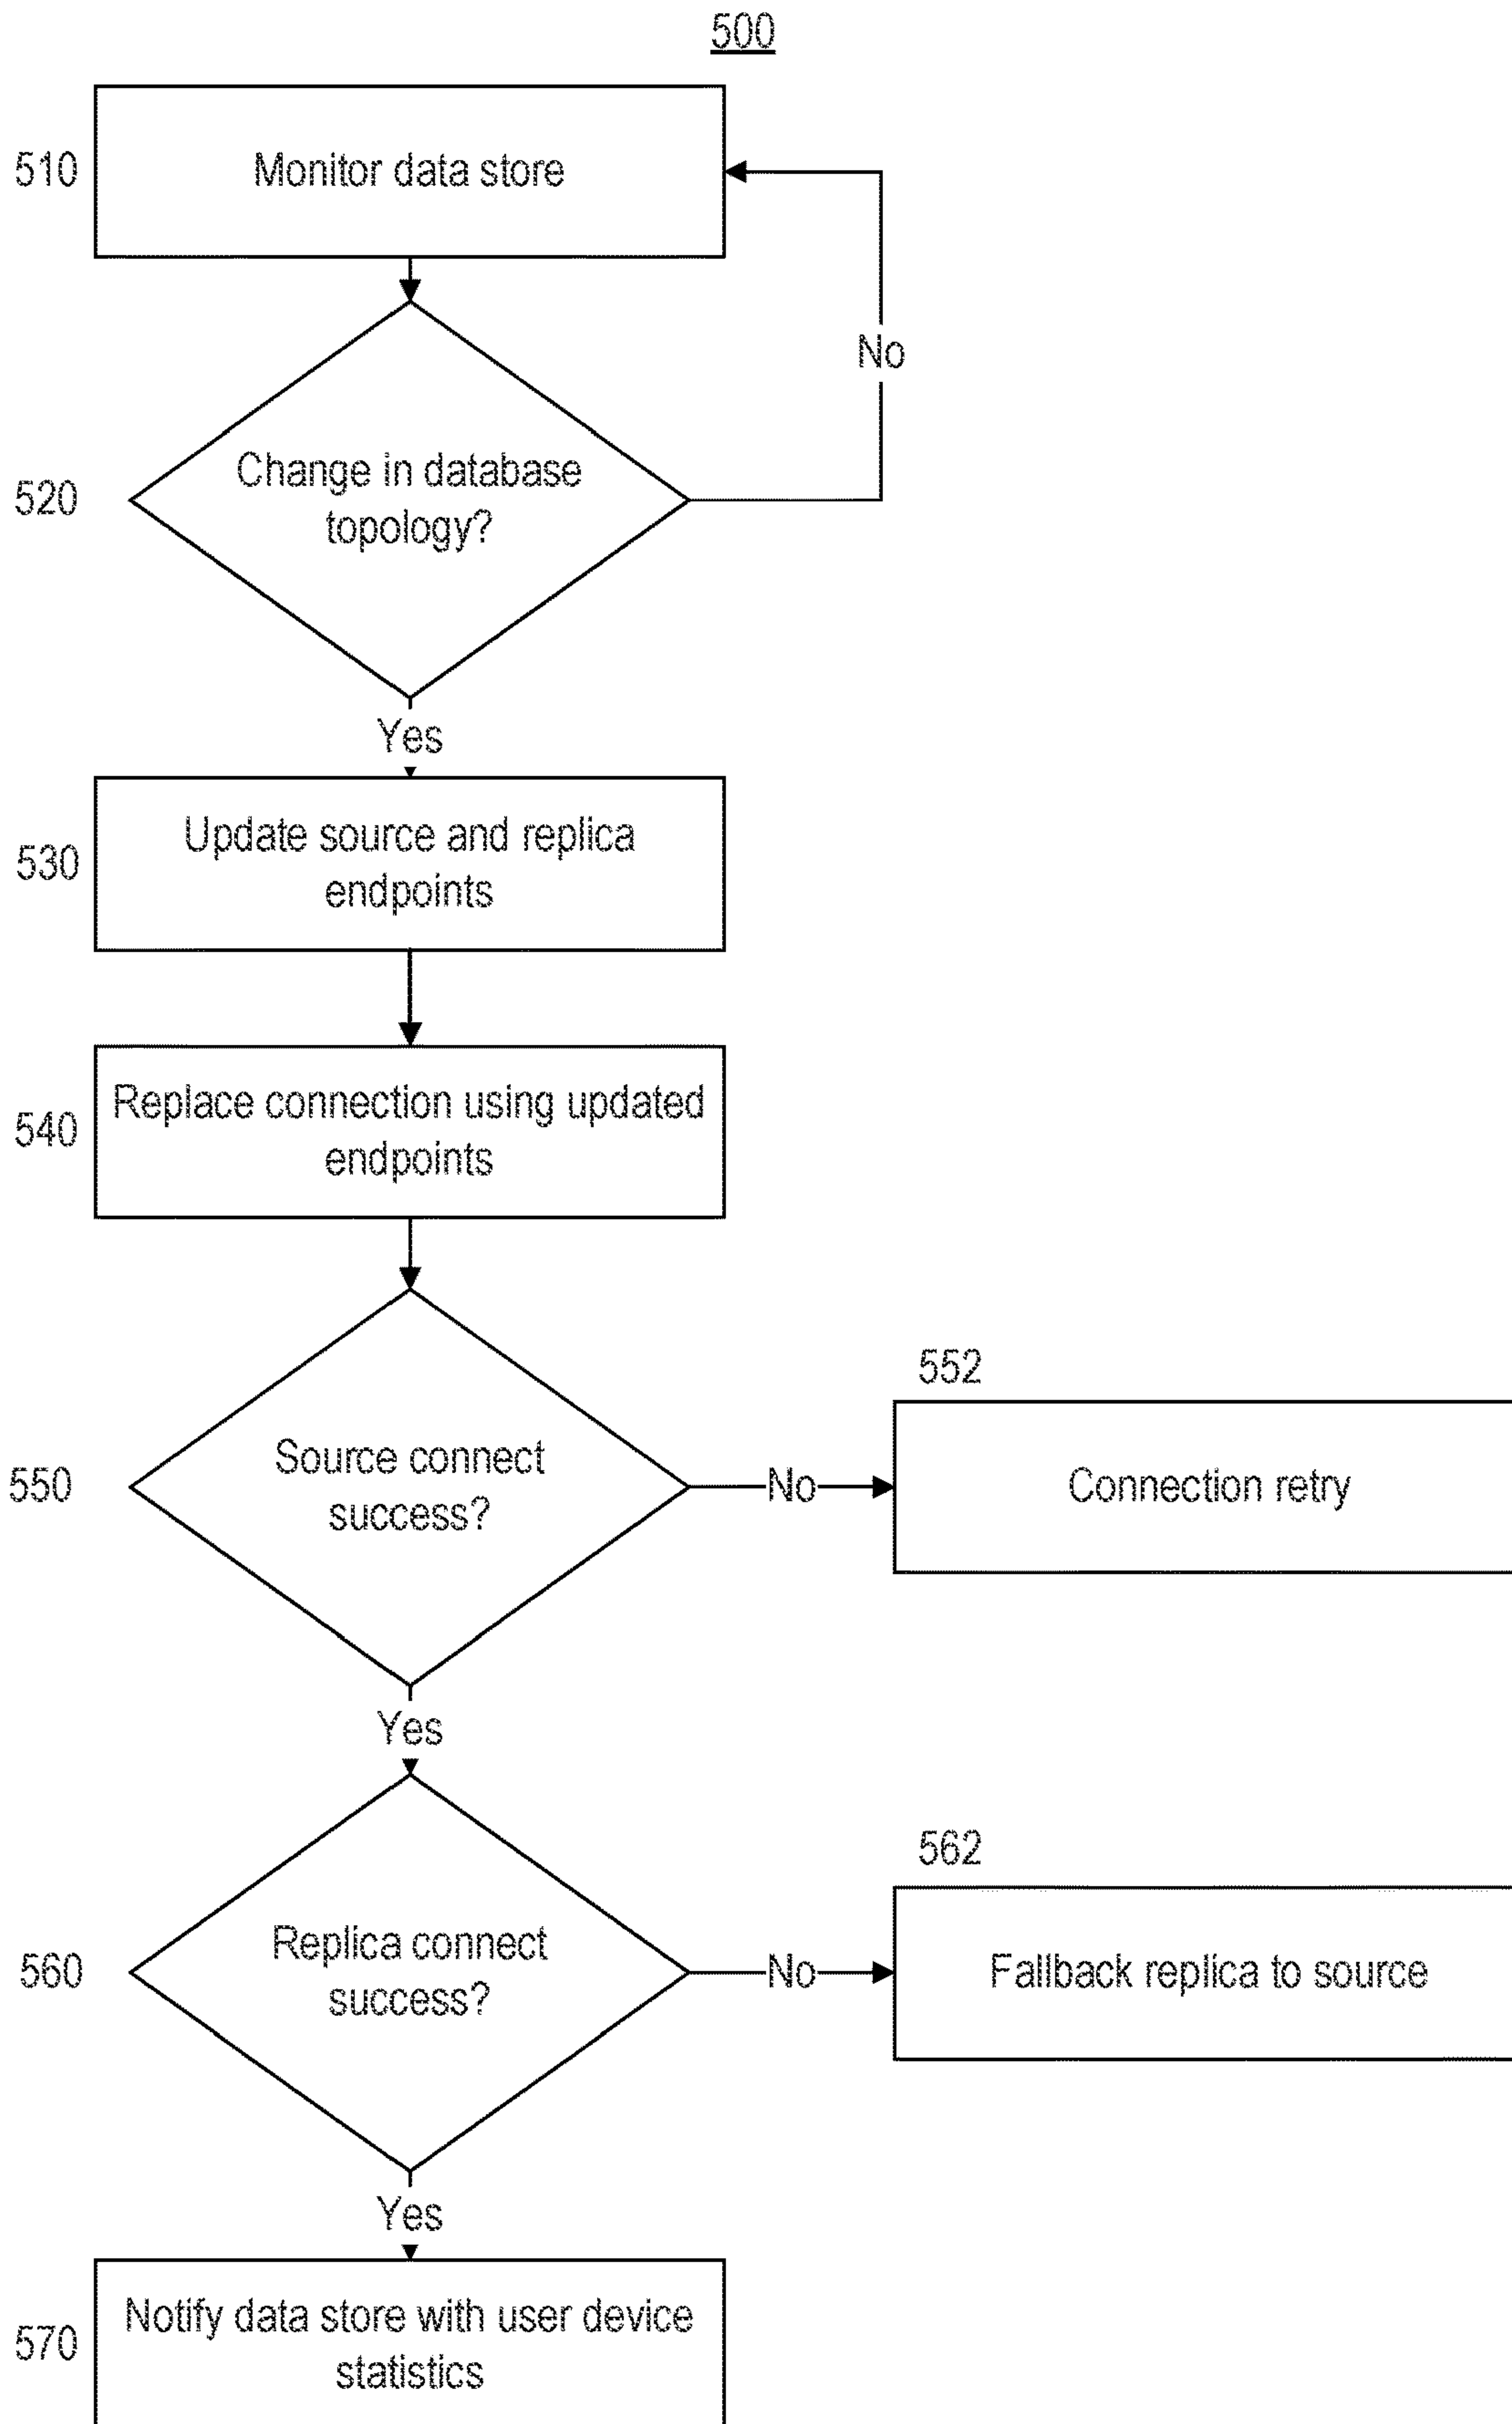 500
510
Monitor data store
No
520
Change in database
topology?
Yes
530
Update source and replica
endpoints
540
Replace connection using updated
endpoints
550
Source connect
success?
No
552
Connection retry
Yes
560
Replica connect
success?
No
562
Fallback replica to source
Yes
570
Notify data store with user device
statistics